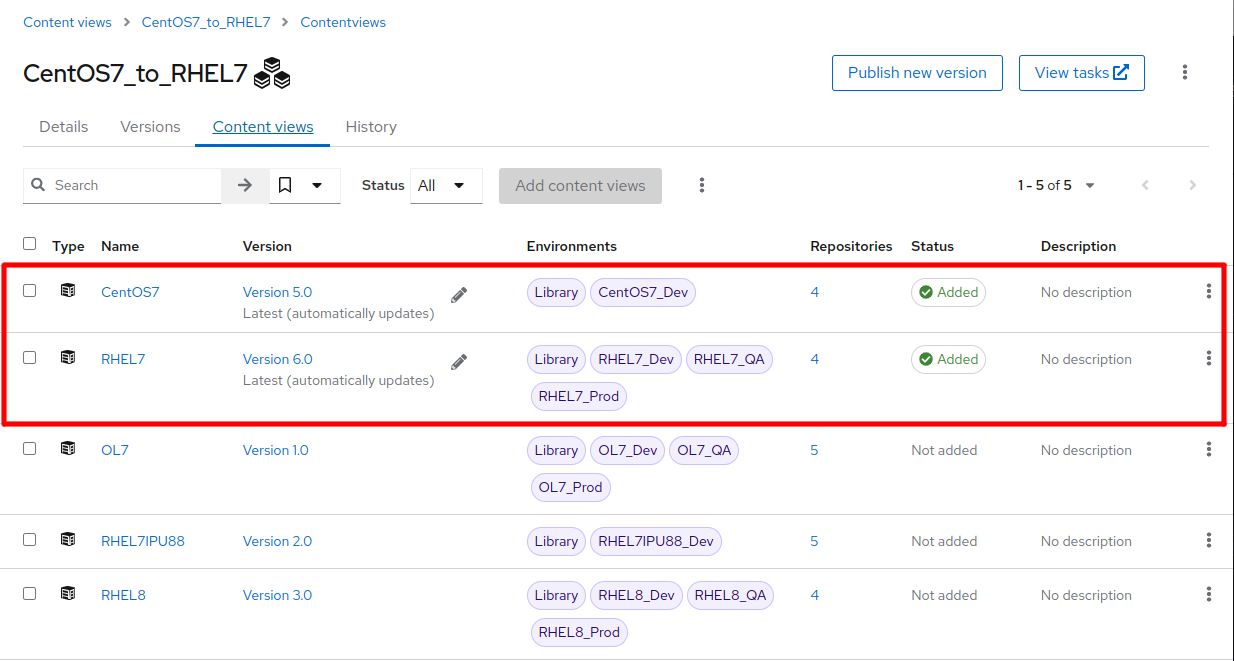 Content views > CentOS7_to_RHEL7 > Contentviews
CentOS7_to_RHEL7
Publish new version
View tasks
Details Versions Content views History
Search
Status All
Add content views
1 - 5 of 5
Type Name Version Environments Repositories Status Description
CentOS7 Version 5.0 Library CentOS7_Dev 4 Added No description
Latest (automatically updates)
RHEL7 Version 6.0 Library RHEL7_Dev RHEL7_QA 4 Added No description
Latest (automatically updates)
RHEL7_Prod
OL7 Version 1.0 Library OL7_Dev OL7_QA 5 Not added No description
OL7_Prod
RHEL7IPU88 Version 2.0 Library RHEL7IPU88_Dev 5 Not added No description
RHEL8 Version 3.0 Library RHEL8_Dev RHEL8_QA 4 Not added No description
RHEL8_Prod